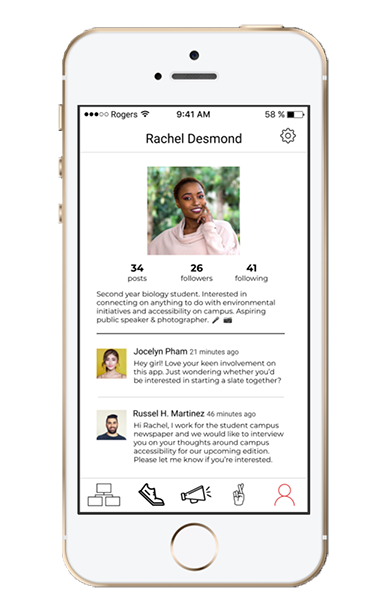 Rogers 9:41 AM 58 %
Rachel Desmond
34 26 41
posts followers following
Second year biology student. Interested in
connecting on anything to do with environmental
initiatives and accessibility on campus. Aspiring
public speaker & photographer. 🎤 📷
Jocelyn Pham 21 minutes ago
Hey girl! Love your keen involvement on
this app. Just wondering whether you'd
be interested in starting a slate together?
Russel H. Martinez 46 minutes ago
Hi Rachel, I work for the student campus
newspaper and we would like to interview
you on your thoughts around campus
accessibility for our upcoming edition.
Please let me know if you're interested.